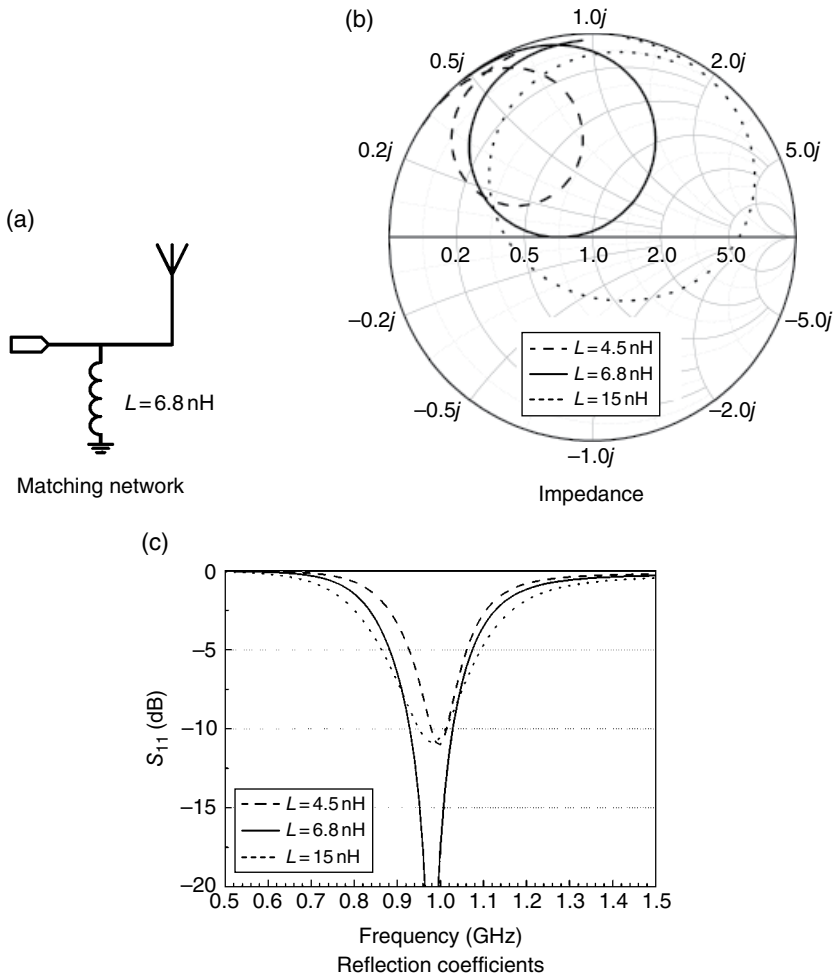 (a)
L = 6.8 nH
Matching network
(b)
1.0j
0.5j
2.0j
0.2j
5.0j
0.2
0.5
1.0
2.0
5.0
−0.2j
−5.0j
−0.5j
−2.0j
−1.0j
L = 4.5 nH
L = 6.8 nH
L = 15 nH
Impedance
(c)
0
−5
−10
−15
−20
S11 (dB)
L = 4.5 nH
L = 6.8 nH
L = 15 nH
0.5 0.6 0.7 0.8 0.9 1.0 1.1 1.2 1.3 1.4 1.5
Frequency (GHz)
Reflection coefficients